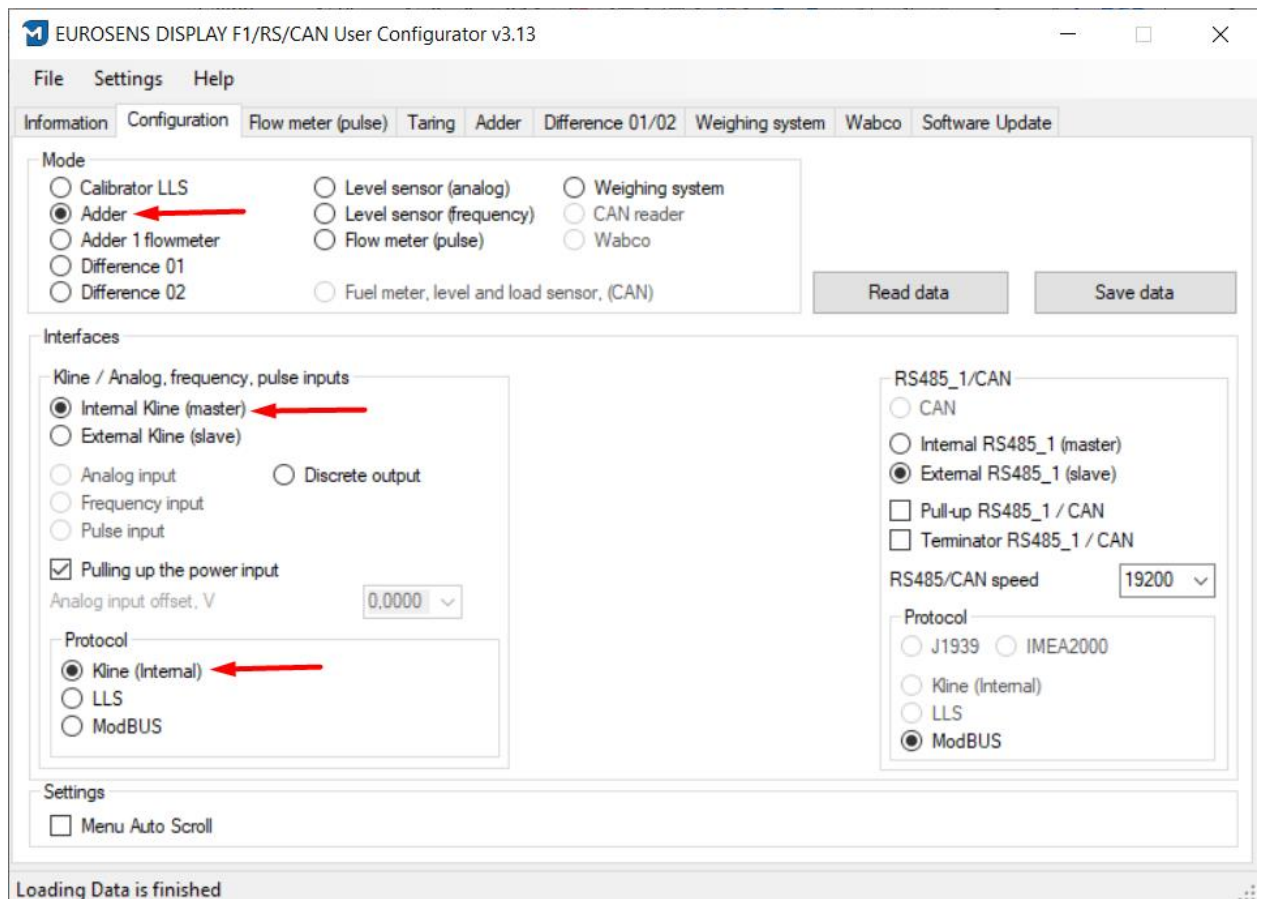 EUROSENS DISPLAY F1/RS/CAN User Configurator v3.13
File Settings Help
Information Configuration Flow meter (pulse) Taring Adder Difference 01/02 Weighing system Wabco Software Update
Mode
Calibrator LLS Level sensor (analog) Weighing system
Adder Level sensor (frequency) CAN reader
Adder 1 flowmeter Flow meter (pulse) Wabco
Difference 01
Difference 02 Fuel meter, level and load sensor, (CAN) Read data Save data
Interfaces
Kline / Analog, frequency, pulse inputs
Internal Kline (master)
External Kline (slave)
Analog input Discrete output
Frequency input
Pulse input
Pulling up the power input
Analog input offset, V 0,0000
Protocol
Kline (Internal)
LLS
ModBUS
RS485_1/CAN
CAN
Internal RS485_1 (master)
External RS485_1 (slave)
Pull-up RS485_1 / CAN
Terminator RS485_1 / CAN
RS485/CAN speed 19200
Protocol
J1939 IMEA2000
Kline (Internal)
LLS
ModBUS
Settings
Menu Auto Scroll
Loading Data is finished